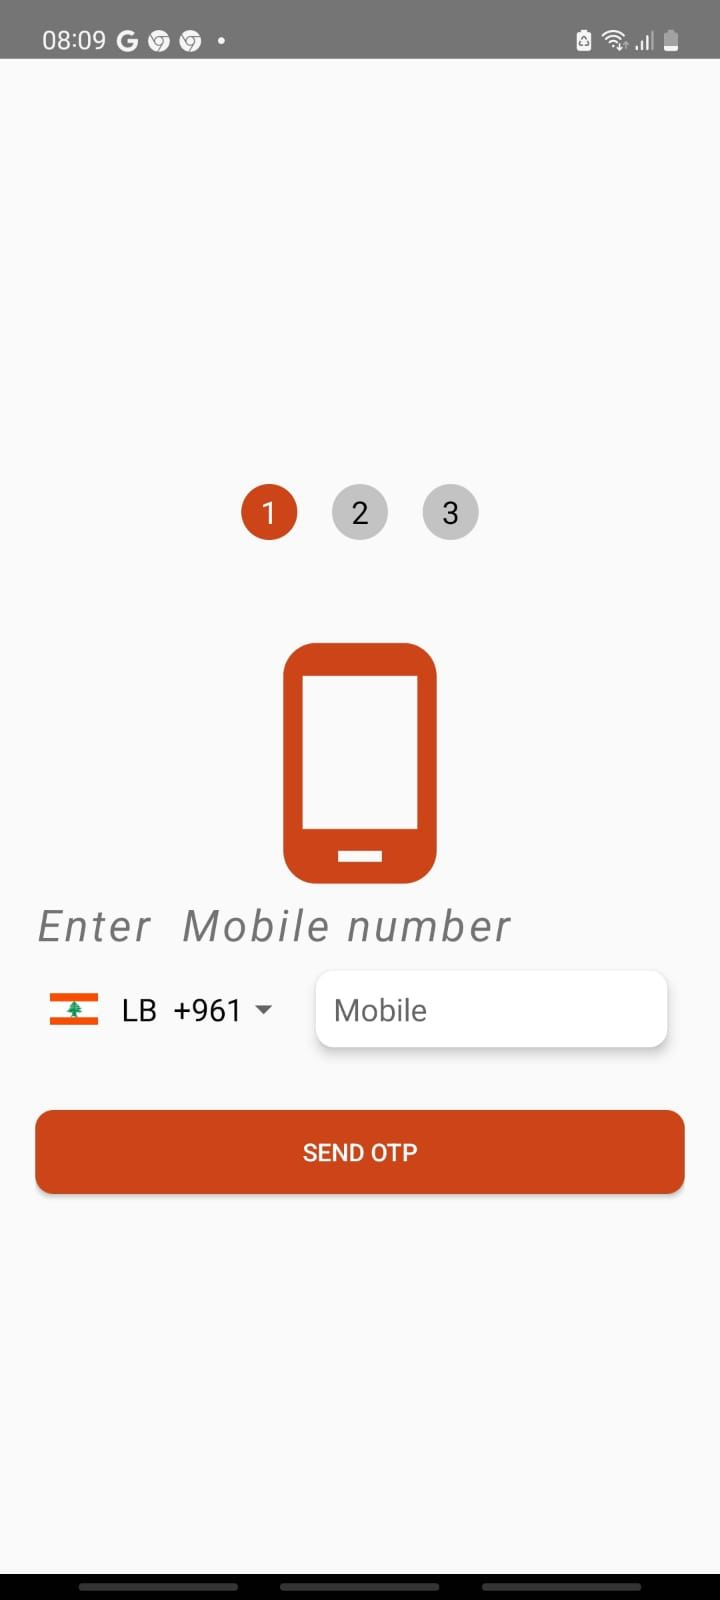 08:09
1 2 3
Enter Mobile number
LB +961 Mobile
SEND OTP